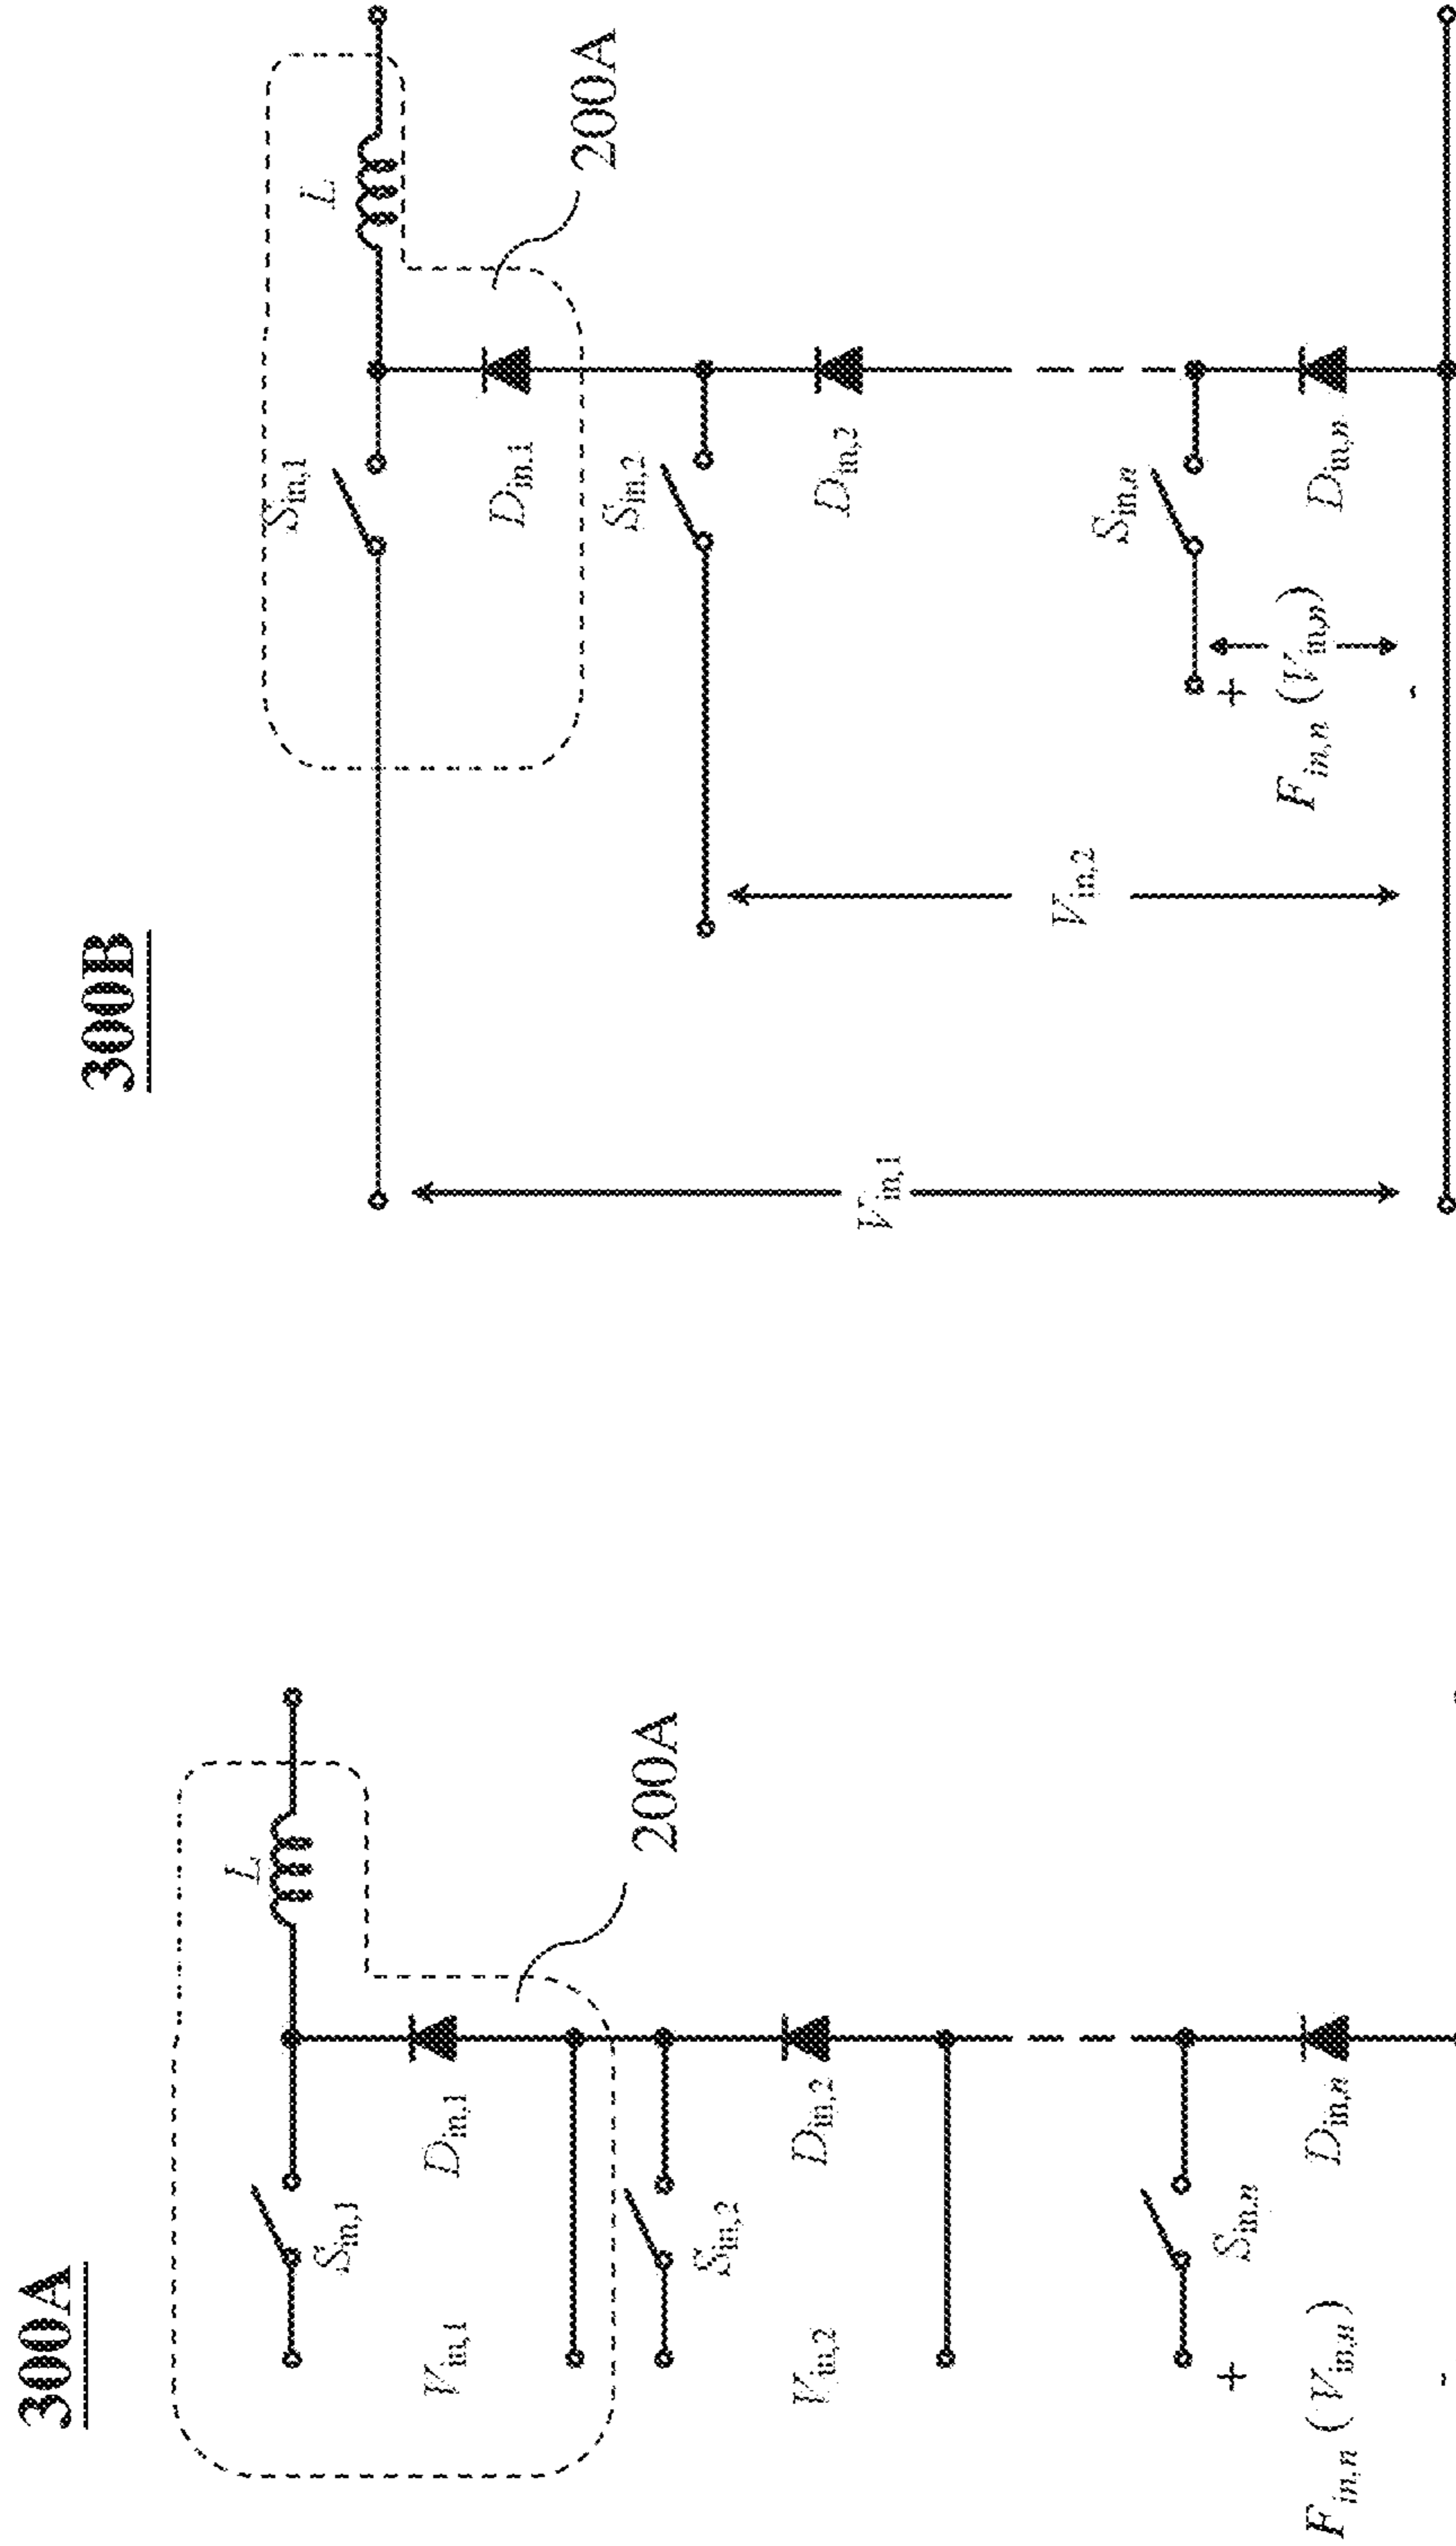 300A
L
200A
S_in,1
D_in,1
V_in,1
S_in,2
D_in,2
V_in,2
S_in,n
D_in,n
+
F_in,n (V_in,n)
-
300B
L
200A
S_in,1
D_in,1
S_in,2
D_in,2
S_in,n
D_in,n
+
F_in,n (V_in,n)
-
V_in,2
V_in,1